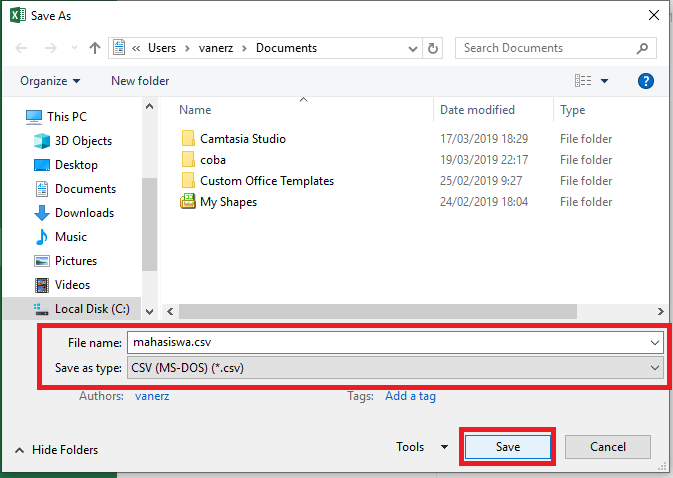 Save As
« Users › vanerz › Documents
Search Documents
Organize
New folder
Name
Date modified
Type
This PC
3D Objects
Desktop
Documents
Downloads
Music
Pictures
Videos
Local Disk (C:)
Camtasia Studio 17/03/2019 18:29 File folder
coba 19/03/2019 22:17 File folder
Custom Office Templates 25/02/2019 9:27 File folder
My Shapes 24/02/2019 18:04 File folder
File name: mahasiswa.csv
Save as type: CSV (MS-DOS) (*.csv)
Authors: vanerz
Tags: Add a tag
Hide Folders
Tools
Save
Cancel